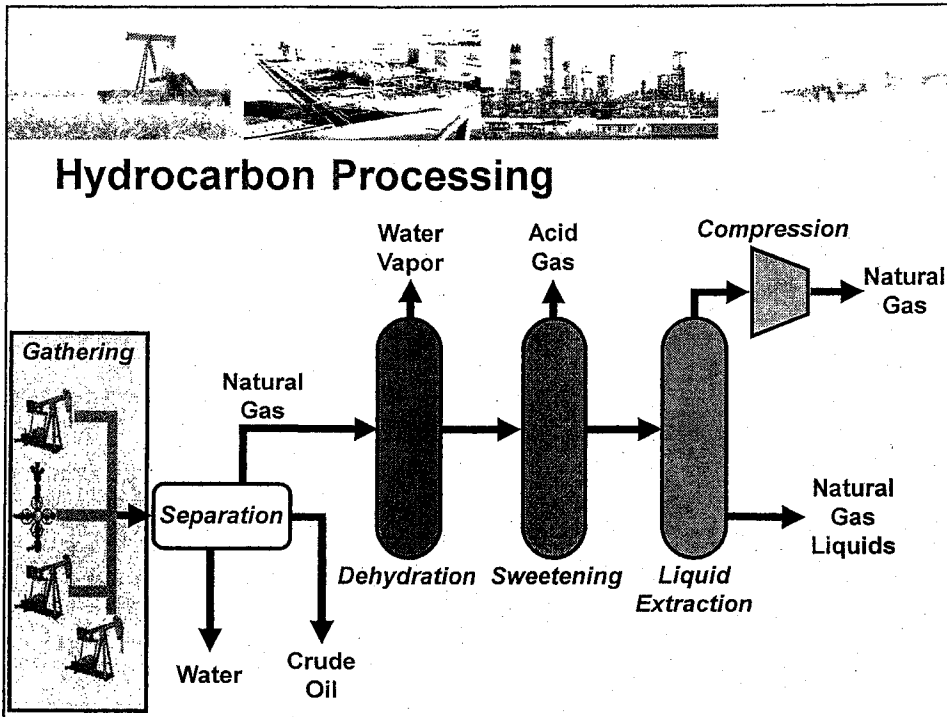 Hydrocarbon Processing
Water
Vapor
Acid
Gas
Compression
Natural
Gas
Gathering
Natural
Gas
Separation
Natural
Gas
Liquids
Dehydration
Sweetening
Liquid
Extraction
Water
Crude
Oil